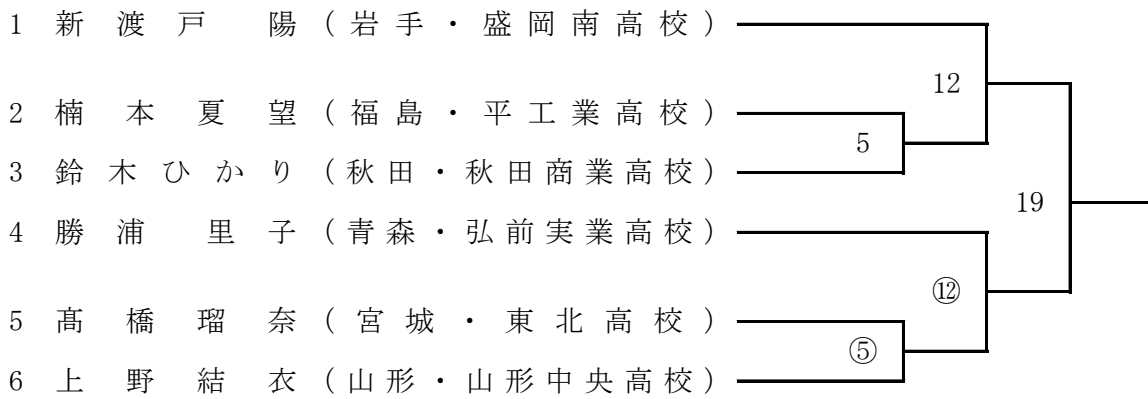 1 新渡戸 陽 (岩手・盛岡南高校)
12
2 楠本夏望 (福島・平工業高校)
5
3 鈴木ひかり (秋田・秋田商業高校)
19
4 勝浦 里子 (青森・弘前実業高校)
⑫
5 髙橋瑠奈 (宮城・東北高校)
⑤
6 上野結衣 (山形・山形中央高校)